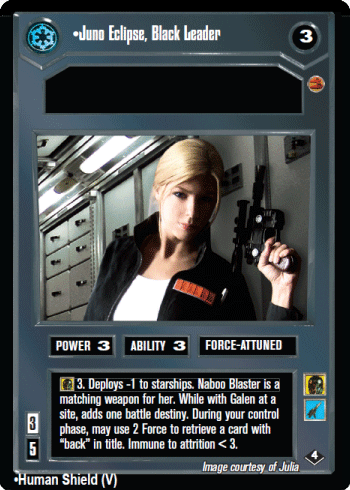 •Juno Eclipse, Black Leader
3
POWER 3
ABILITY 3
FORCE-ATTUNED
3. Deploys -1 to starships. Naboo Blaster is a
matching weapon for her. While with Galen at a
site, adds one battle destiny. During your control
phase, may use 2 Force to retrieve a card with
“back” in title. Immune to attrition < 3.
3
5
4
Image courtesy of Julia
•Human Shield (V)